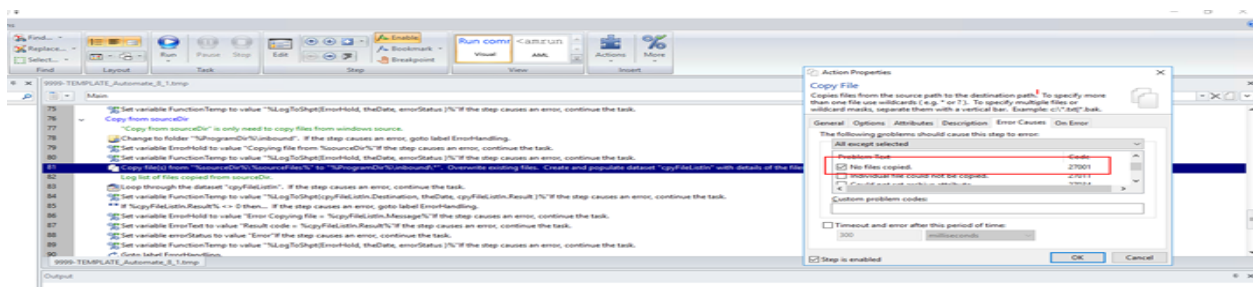 Find... Enable
Replace... Bookmark
Select... Run Pause Stop Edit Breakpoint Visual AML Actions More
Run comr <amrun
Find Layout Task Step View Insert
9999-TEMPLATE_Automate_8_1.tmp
Main
75 Set variable FunctionTemp to value "%LogToShpt(ErrorHold, theDate, errorStatus )%"If the step causes an error, continue the task.
76 Copy from sourceDir
77 "Copy from sourceDir" is only need to copy files from windows source.
78 Change to folder "%ProgramDir%\inbound". If the step causes an error, goto label ErrorHandling.
79 Set variable ErrorHold to value "Copying file from %sourceDir%"If the step causes an error, continue the task.
80 Set variable FunctionTemp to value "%LogToShpt(ErrorHold, theDate, errorStatus )%"If the step causes an error, continue the task.
81 Copy file(s) from "%sourceDir%\%sourceFiles%" to "%ProgramDir%\inbound\". Overwrite existing files. Create and populate dataset "cpyFileListIn" with details of the files
82 Log list of files copied from sourceDir.
83 Loop through the dataset "cpyFileListIn". If the step causes an error, continue the task.
84 Set variable FunctionTemp to value "%LogToShpt(cpyFileListIn.Destination, theDate, cpyFileListIn.Result )%"If the step causes an error, continue the task.
85 If %cpyFileListIn.Result% <> 0 then... If the step causes an error, goto label ErrorHandling.
86 Set variable ErrorHold to value "Error Copying file = %cpyFileListIn.Message%"If the step causes an error, continue the task.
87 Set variable ErrorText to value "Result code = %cpyFileListIn.Result%"If the step causes an error, continue the task.
88 Set variable errorStatus to value "Error"If the step causes an error, continue the task.
89 Set variable FunctionTemp to value "%LogToShpt(ErrorHold, theDate, errorStatus )%"If the step causes an error, continue the task.
90 Goto label ErrorHandling.
9999-TEMPLATE_Automate_8_1.tmp
Output
Action Properties
Copy File
Copies files from the source path to the destination path. To specify more
than one file use wildcards ( e.g. * or ? ). To specify multiple files or
wildcard masks, separate them with a vertical bar. Example: c:\*.txt|*.bak.
General Options Attributes Description Error Causes On Error
The following problems should cause this step to error:
All except selected
Problem Text Code
No files copied. 27001
Individual file could not be copied. 27011
Custom problem codes:
Timeout and error after this period of time:
300 milliseconds
Step is enabled OK Cancel